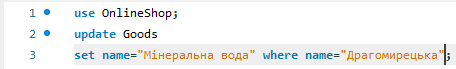 1 use OnlineShop;
2 update Goods
3 set name="Мінеральна вода" where name="Драгомирецька";